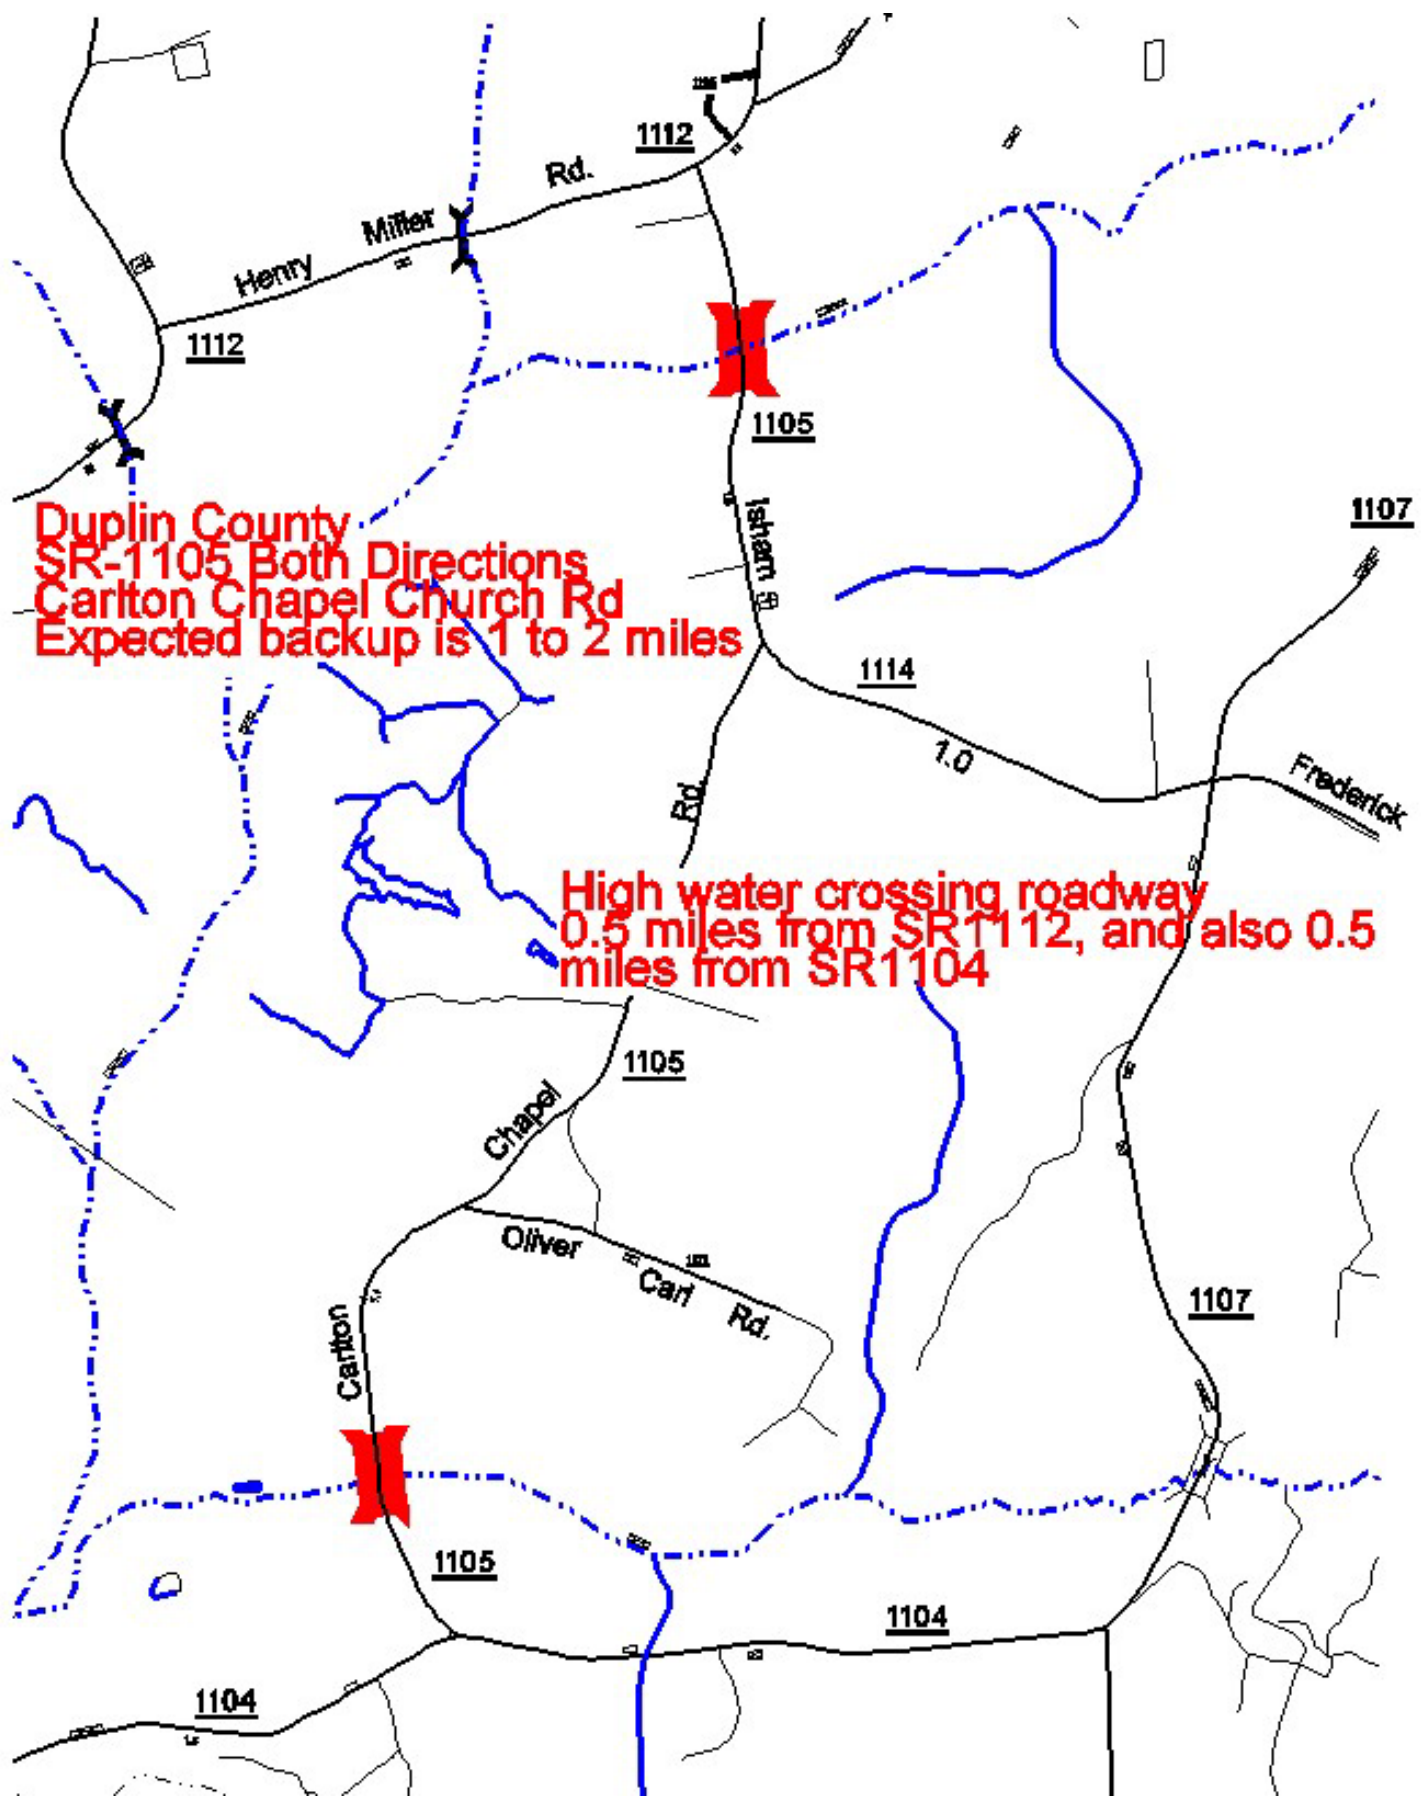 1112
Rd.
Miller
Henry
1112
1105
1107
Duplin County
SR-1105 Both Directions
Carlton Chapel Church Rd
Expected backup is 1 to 2 miles
Isham
1114
1.0
Frederick
Rd.
High water crossing roadway
0.5 miles from SR1112, and also 0.5
miles from SR1104
1105
Chapel
Oliver
Carl
Rd.
1107
Carlton
1105
1104
1104